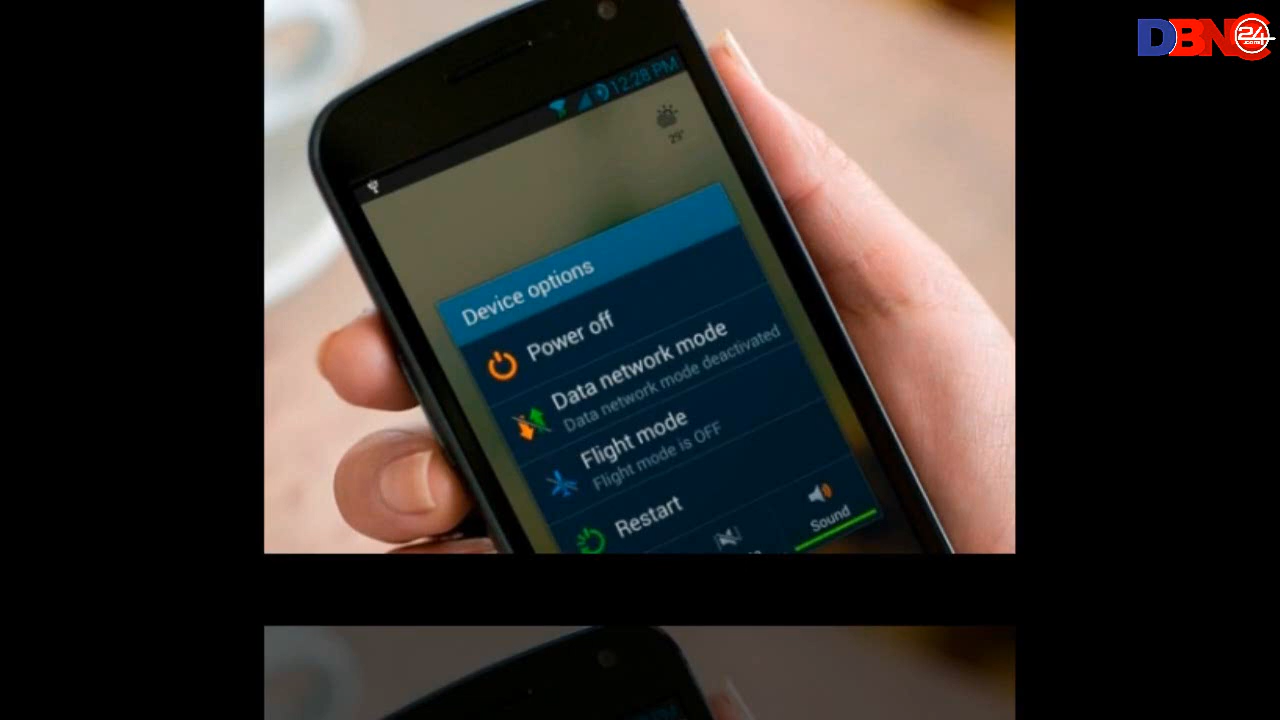 DBNC
24
12:28 PM
29°
Device options
Power off
Data network mode
Data network mode deactivated
Flight mode
Flight mode is OFF
Restart
Sound